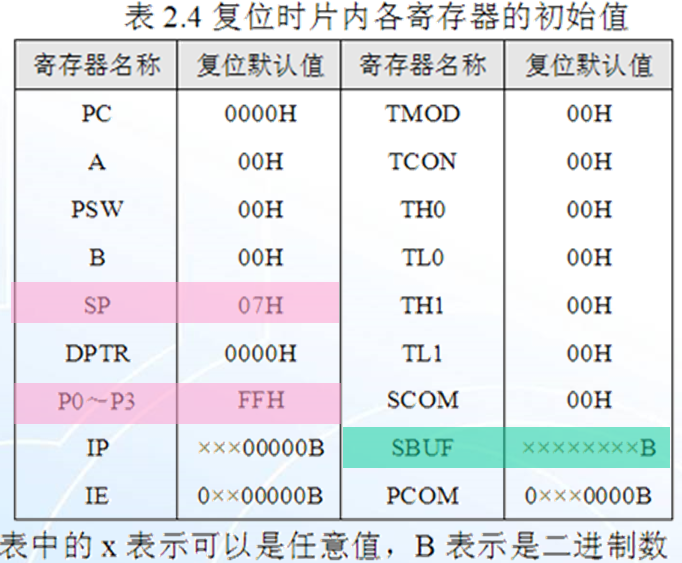 表 2.4 复位时片内各寄存器的初始值
寄存器名称 复位默认值 寄存器名称 复位默认值
PC 0000H TMOD 00H
A 00H TCON 00H
PSW 00H TH0 00H
B 00H TL0 00H
SP 07H TH1 00H
DPTR 0000H TL1 00H
P0～P3 FFH SCOM 00H
IP ×××00000B SBUF ××××××××B
IE 0××00000B PCOM 0×××0000B
表中的 x 表示可以是任意值，B 表示是二进制数